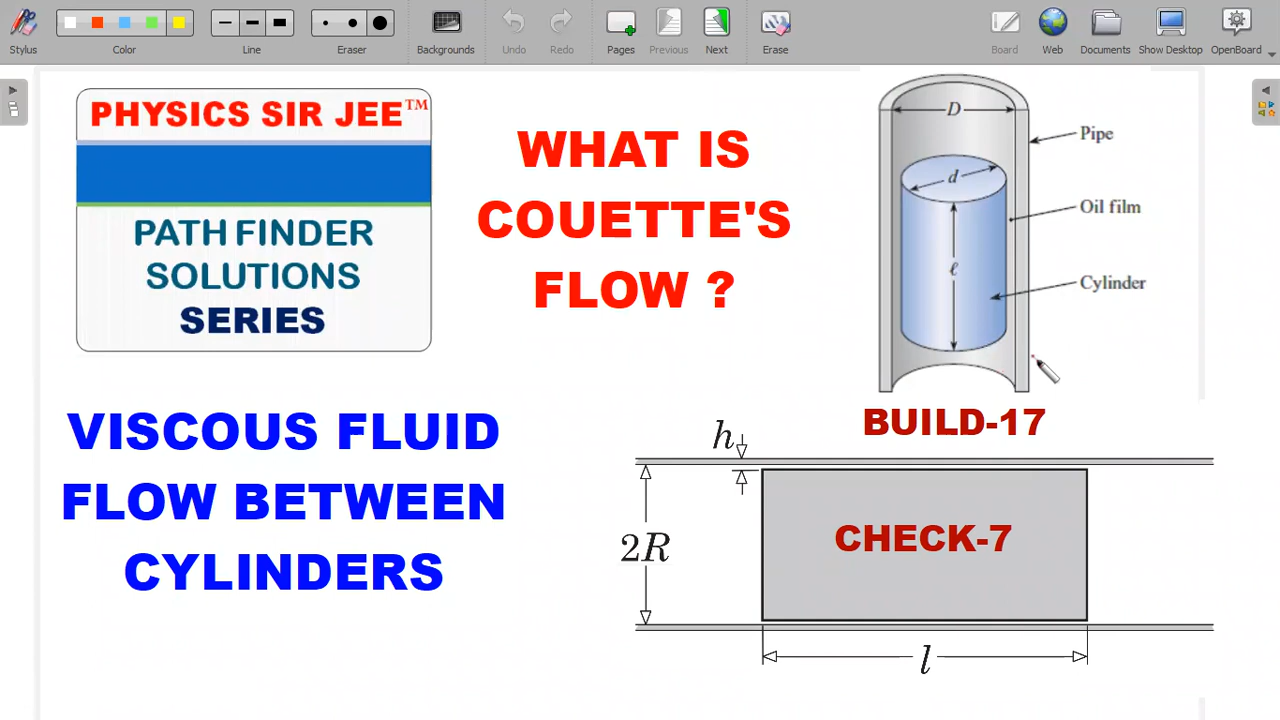 Stylus
Color
Line
Eraser
Backgrounds
Undo
Redo
Pages
Previous
Next
Erase
Board
Web
Documents
Show Desktop
OpenBoard
PHYSICS SIR JEE™
PATH FINDER
SOLUTIONS
SERIES
WHAT IS
COUETTE'S
FLOW ?
D
Pipe
d
Oil film
ℓ
Cylinder
BUILD-17
VISCOUS FLUID
FLOW BETWEEN
CYLINDERS
h
2R
CHECK-7
l